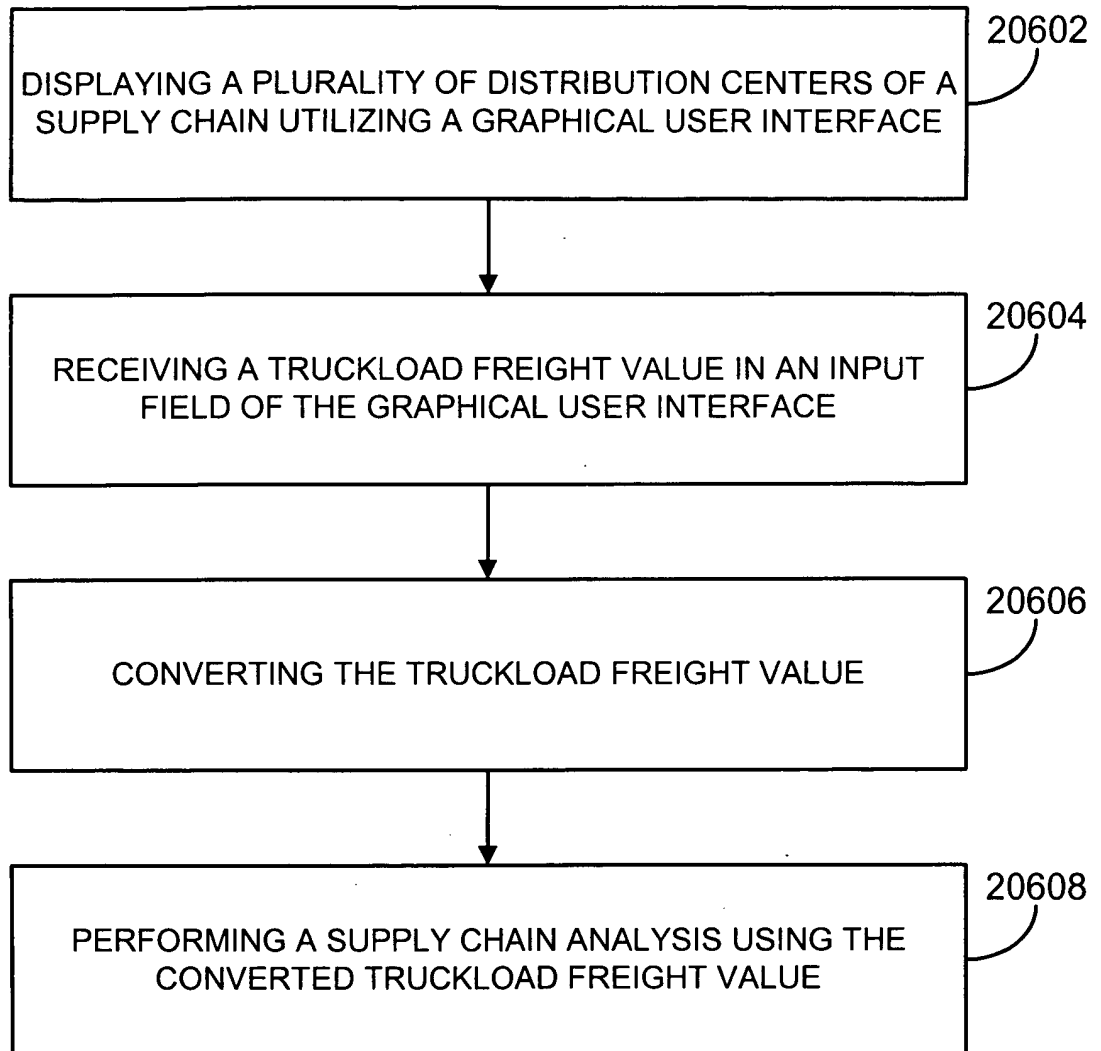 20602
DISPLAYING A PLURALITY OF DISTRIBUTION CENTERS OF A
SUPPLY CHAIN UTILIZING A GRAPHICAL USER INTERFACE
20604
RECEIVING A TRUCKLOAD FREIGHT VALUE IN AN INPUT
FIELD OF THE GRAPHICAL USER INTERFACE
20606
CONVERTING THE TRUCKLOAD FREIGHT VALUE
20608
PERFORMING A SUPPLY CHAIN ANALYSIS USING THE
CONVERTED TRUCKLOAD FREIGHT VALUE